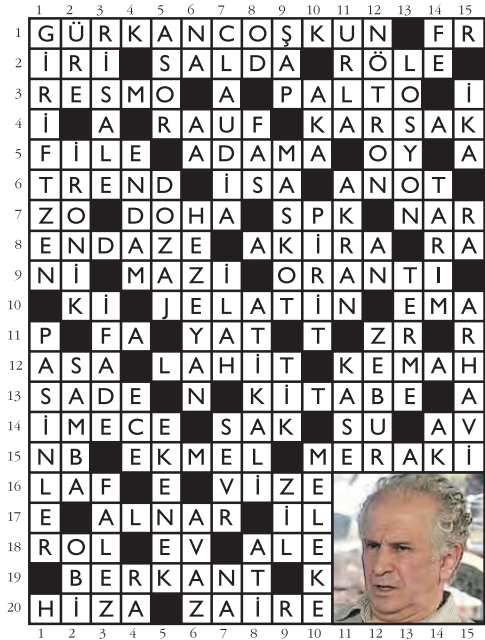 1 2 3 4 5 6 7 8 9 10 11 12 13 14 15
1 GÜRKANCOŞKUN FR
2 İRİ SALDA RÖLE
3 RESMO A PALTO İ
4 İ A RAUF KARSAK
5 FİLE ADAMA OY A
6 TREND İSA ANOT
7 ZO DOHA SPK NAR
8 ENDAZE AKİRA RA
9 Nİ MAZİ ORANTI
10 Kİ JELATİN EMA
11 P FA YAT T ZR R
12 ASA LAHİT KEMAH
13 SADE N KİTABE A
14 İMECE SAK SU AV
15 NB EKMEL MERAKİ
16 LAF E VİZE
17 E ALNAR İL
18 ROL EV ALE
19 BERKANT K
20 HİZA ZAİRE
1 2 3 4 5 6 7 8 9 10 11 12 13 14 15